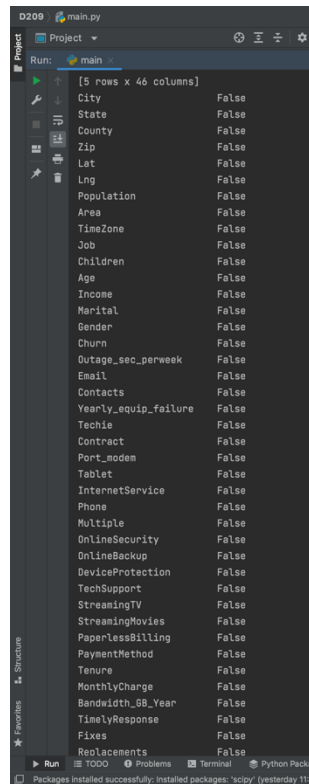 D209 main.py
Project
Run: main
[5 rows x 46 columns]
City False
State False
County False
Zip False
Lat False
Lng False
Population False
Area False
TimeZone False
Job False
Children False
Age False
Income False
Marital False
Gender False
Churn False
Outage_sec_perweek False
Email False
Contacts False
Yearly_equip_failure False
Techie False
Contract False
Port_modem False
Tablet False
InternetService False
Phone False
Multiple False
OnlineSecurity False
OnlineBackup False
DeviceProtection False
TechSupport False
StreamingTV False
StreamingMovies False
PaperlessBilling False
PaymentMethod False
Tenure False
MonthlyCharge False
Bandwidth_GB_Year False
TimelyResponse False
Fixes False
Replacements False
Project
Structure
Favorites
Run TODO Problems Terminal Python Pack
Packages installed successfully: Installed packages: 'scipy' (yesterday 11: